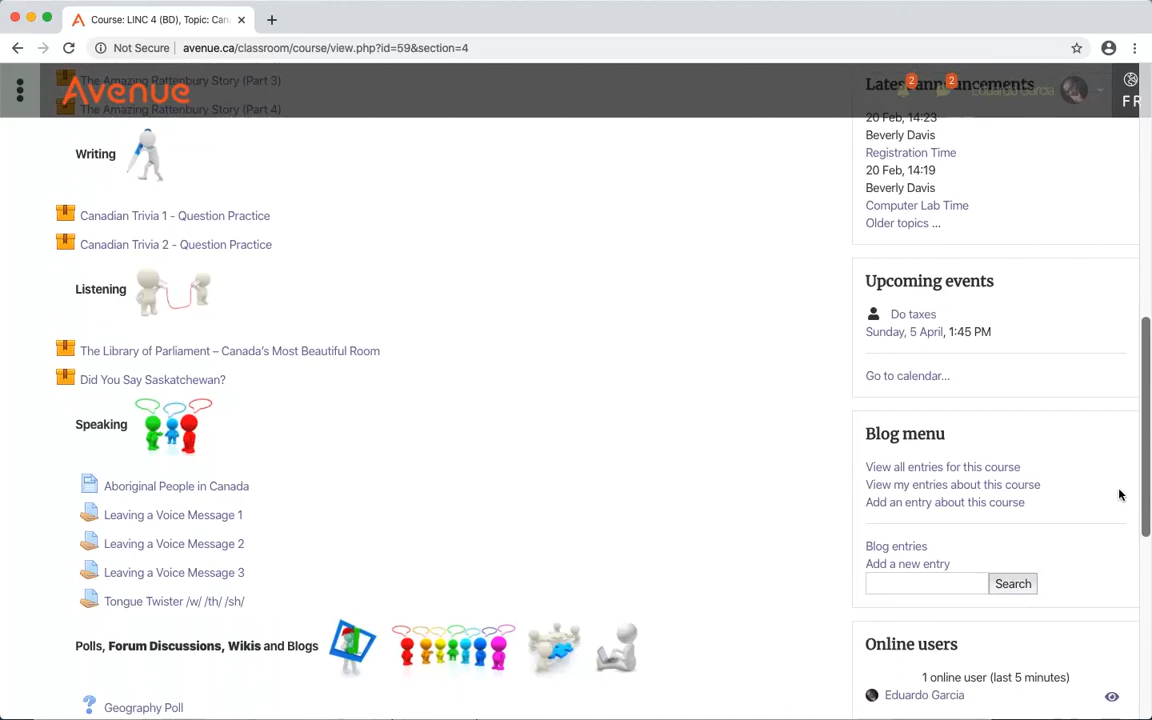 Course: LINC 4 (BD), Topic: Can
Not Secure
avenue.ca/classroom/course/view.php?id=59&section=4
The Amazing Rattenbury Story (Part 3)
Avenue
The Amazing Rattenbury Story (Part 4)
Writing
Canadian Trivia 1 - Question Practice
Canadian Trivia 2 - Question Practice
Listening
The Library of Parliament – Canada's Most Beautiful Room
Did You Say Saskatchewan?
Speaking
Aboriginal People in Canada
Leaving a Voice Message 1
Leaving a Voice Message 2
Leaving a Voice Message 3
Tongue Twister /w/ /th/ /sh/
Polls, Forum Discussions, Wikis and Blogs
Geography Poll
Latest announcements
2
2
Eduardo Garcia
FR
20 Feb, 14:23
Beverly Davis
Registration Time
20 Feb, 14:19
Beverly Davis
Computer Lab Time
Older topics ...
Upcoming events
Do taxes
Sunday, 5 April, 1:45 PM
Go to calendar...
Blog menu
View all entries for this course
View my entries about this course
Add an entry about this course
Blog entries
Add a new entry
Search
Online users
1 online user (last 5 minutes)
Eduardo Garcia